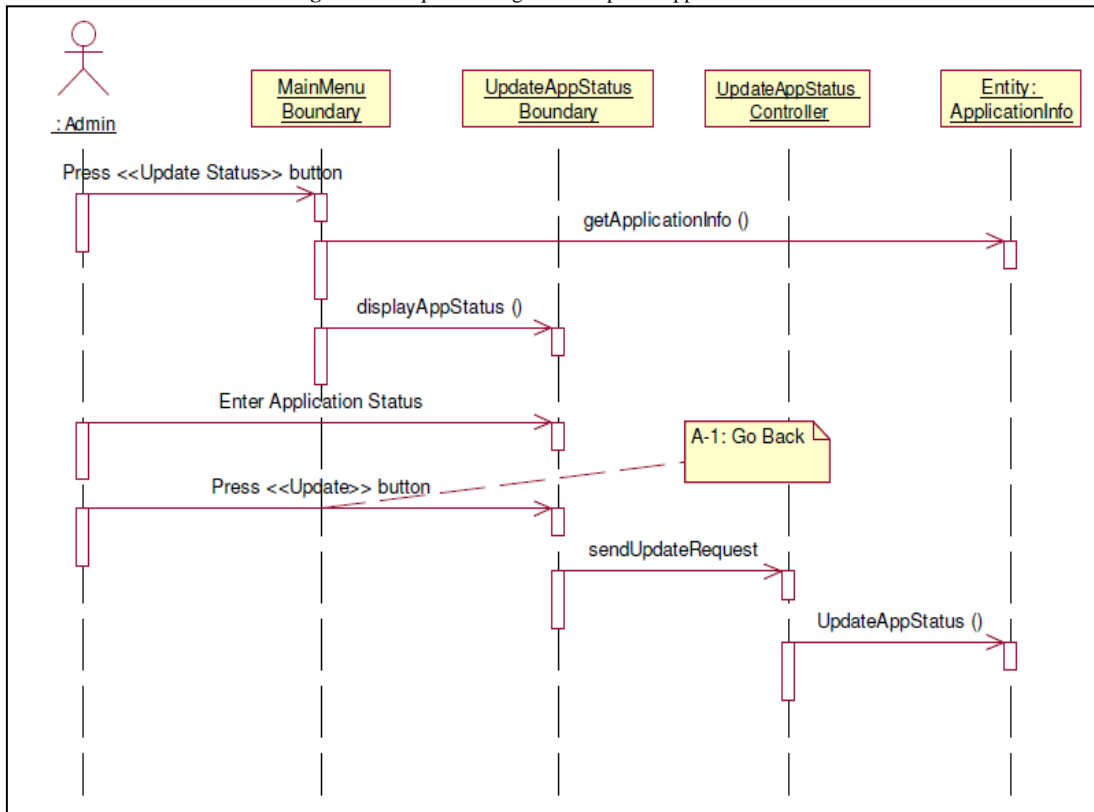 : Admin
MainMenu
Boundary
UpdateAppStatus
Boundary
UpdateAppStatus
Controller
Entity:
ApplicationInfo
Press <<Update Status>> button
getApplicationInfo ()
displayAppStatus ()
Enter Application Status
A-1: Go Back
Press <<Update>> button
sendUpdateRequest
UpdateAppStatus ()